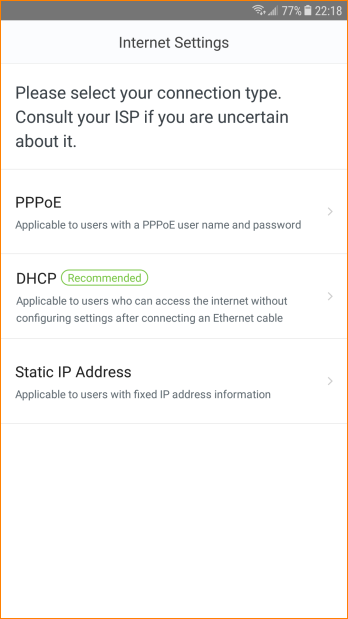 77% 22:18
Internet Settings
Please select your connection type.
Consult your ISP if you are uncertain
about it.
PPPoE
Applicable to users with a PPPoE user name and password
DHCP Recommended
Applicable to users who can access the internet without
configuring settings after connecting an Ethernet cable
Static IP Address
Applicable to users with fixed IP address information